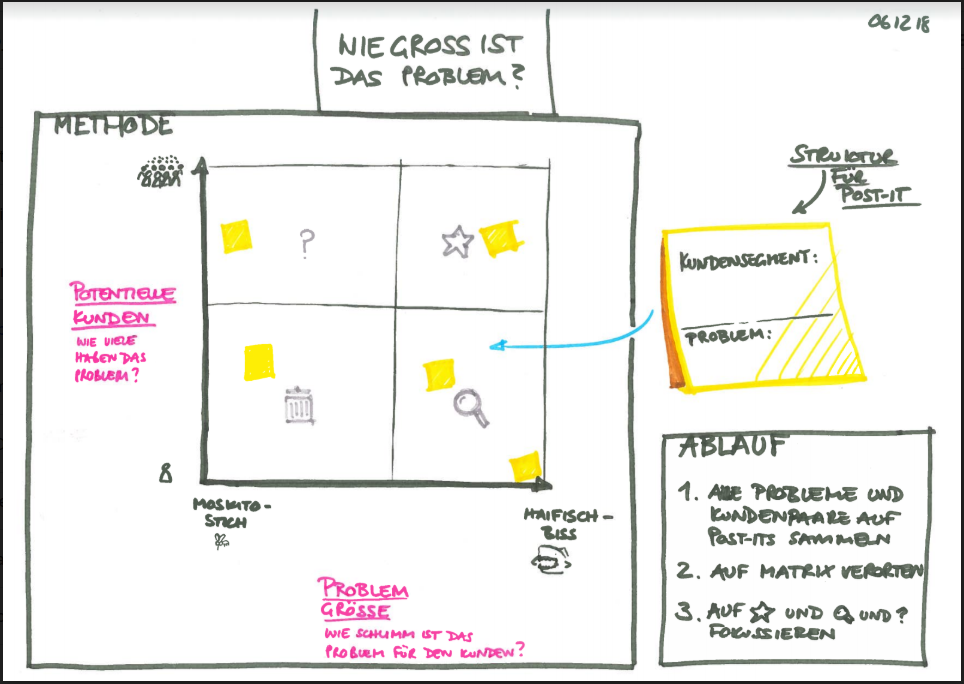 06 12 18
WIE GROSS IST
DAS PROBLEM?
METHODE
?
POTENTIELLE
KUNDEN
WIE VIELE
HABEN DAS
PROBLEM?
MOSKITO-
STICH
HAIFISCH-
BISS
PROBLEM
GRÖSSE
WIE SCHLIMM IST DAS
PROBLEM FÜR DEN KUNDEN?
STRUKTUR
FÜR
POST-IT
KUNDENSEGMENT:
PROBLEM:
ABLAUF
1. ALLE PROBLEME UND
KUNDENPAARE AUF
POST-ITS SAMMELN
2. AUF MATRIX VERORTEN
3. AUF ☆ UND 🔍 UND ?
FOKUSSIEREN